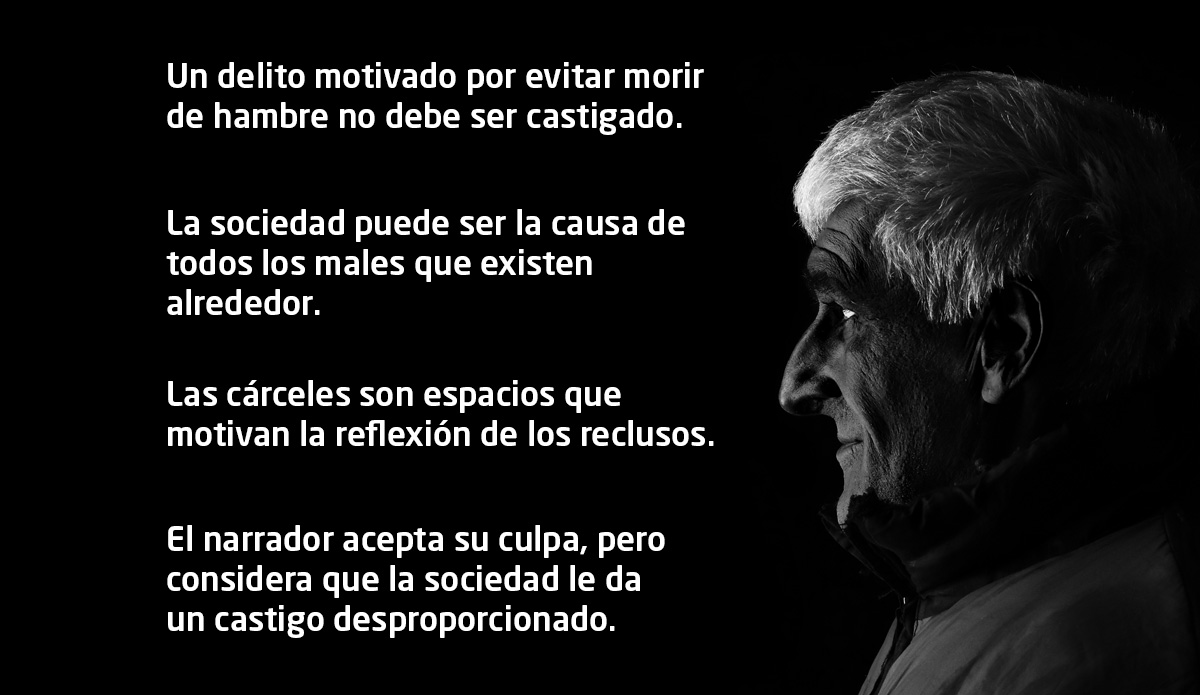 Un delito motivado por evitar morir
de hambre no debe ser castigado.
La sociedad puede ser la causa de
todos los males que existen
alrededor.
Las cárceles son espacios que
motivan la reflexión de los reclusos.
El narrador acepta su culpa, pero
considera que la sociedad le da
un castigo desproporcionado.